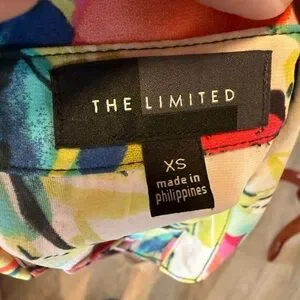 THE LIMITED
XS
made in
philippines